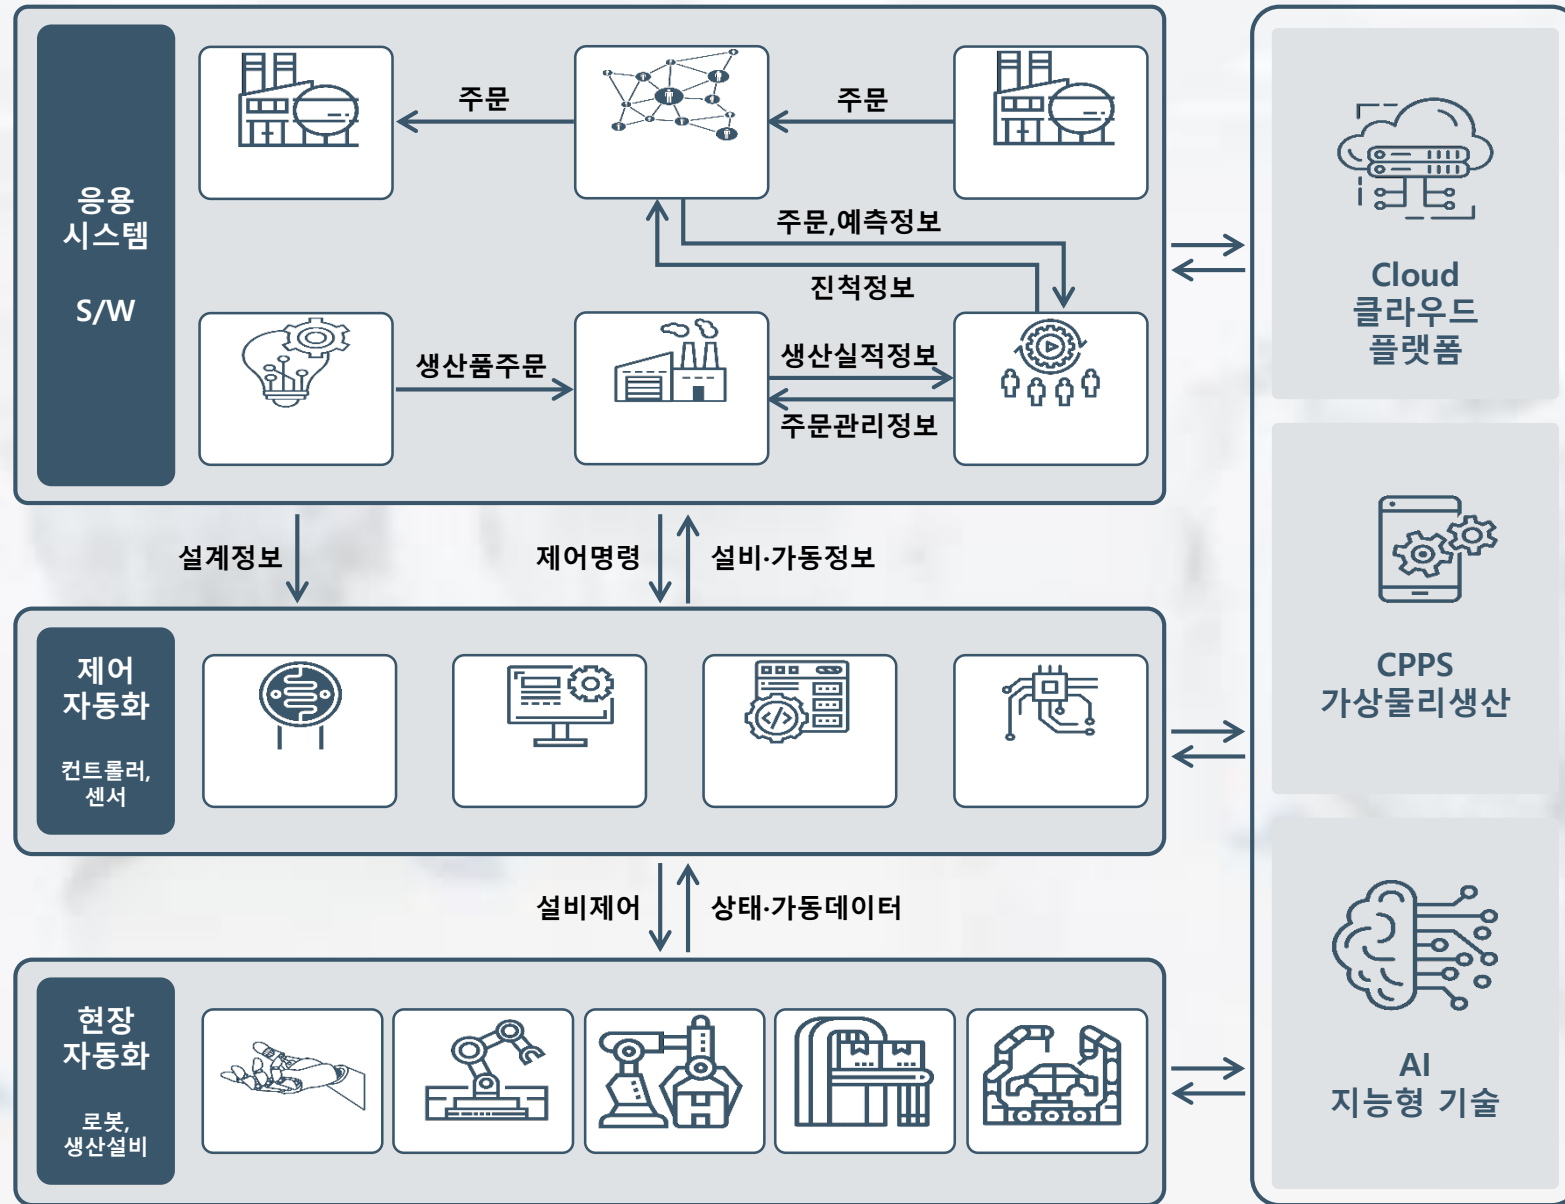 응용
시스템
S/W
주문
주문
주문,예측정보
진척정보
생산품주문
생산실적정보
주문관리정보
설계정보
제어명령
설비·가동정보
제어
자동화
컨트롤러,
센서
설비제어
상태·가동데이터
현장
자동화
로봇,
생산설비
Cloud
클라우드
플랫폼
CPPS
가상물리생산
AI
지능형 기술